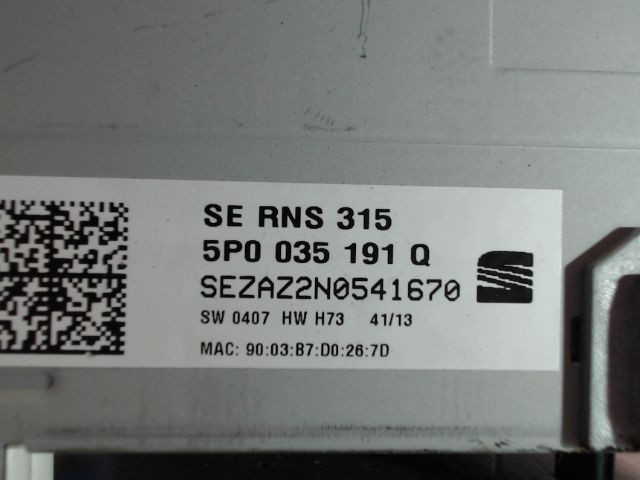 SE RNS 315
5P0 035 191 Q
SEZAZ2N0541670
SW 0407 HW H73 41/13
MAC: 90:03:B7:D0:26:7D